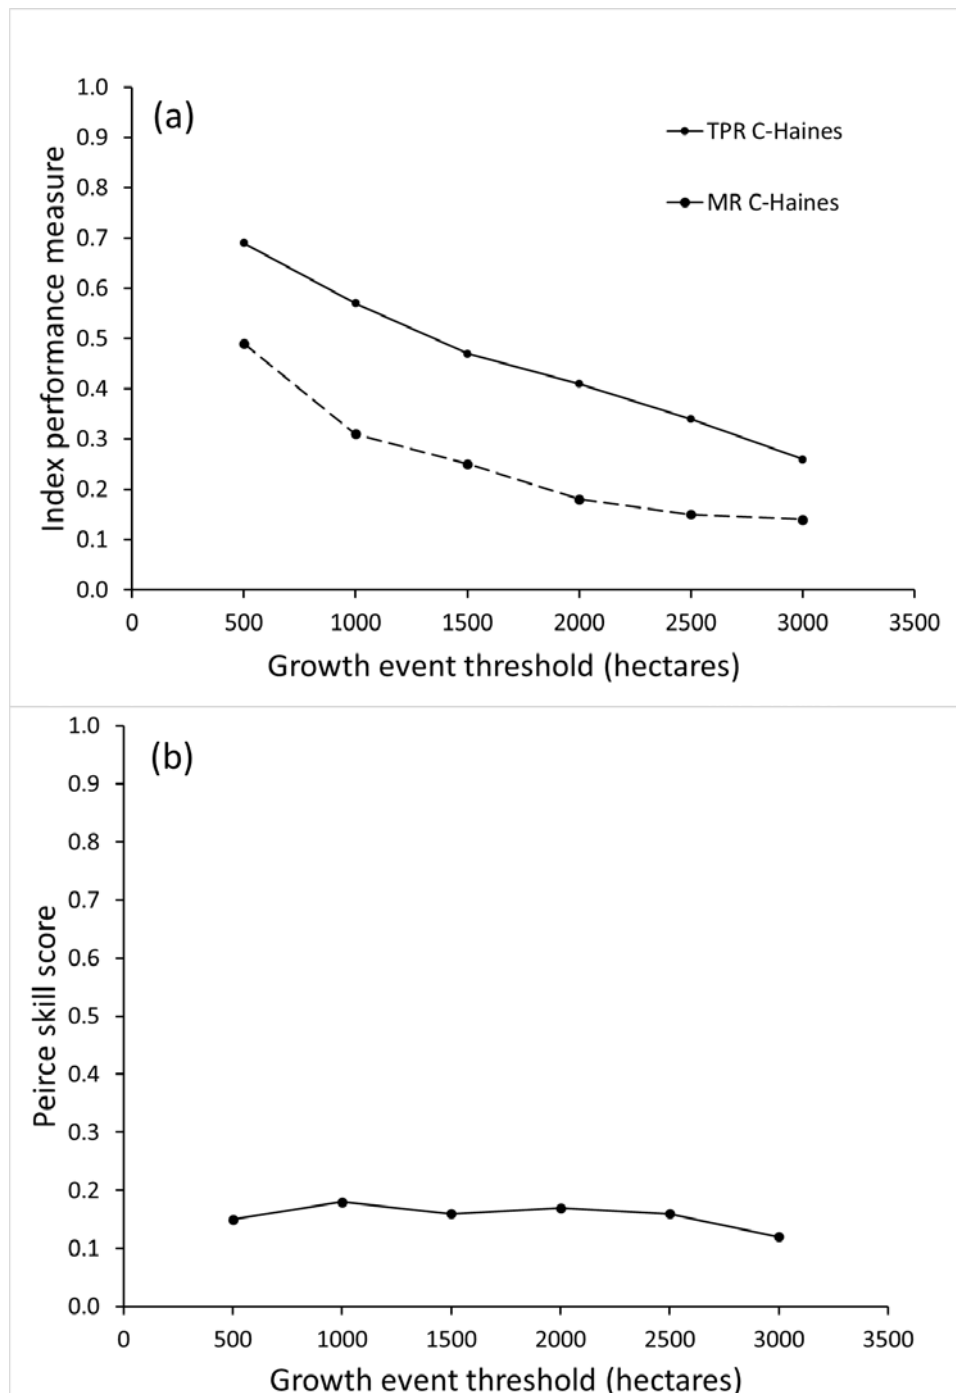 (a)
TPR C-Haines
MR C-Haines
Index performance measure
1.0
0.9
0.8
0.7
0.6
0.5
0.4
0.3
0.2
0.1
0.0
0 500 1000 1500 2000 2500 3000 3500
Growth event threshold (hectares)
(b)
Peirce skill score
1.0
0.9
0.8
0.7
0.6
0.5
0.4
0.3
0.2
0.1
0.0
0 500 1000 1500 2000 2500 3000 3500
Growth event threshold (hectares)